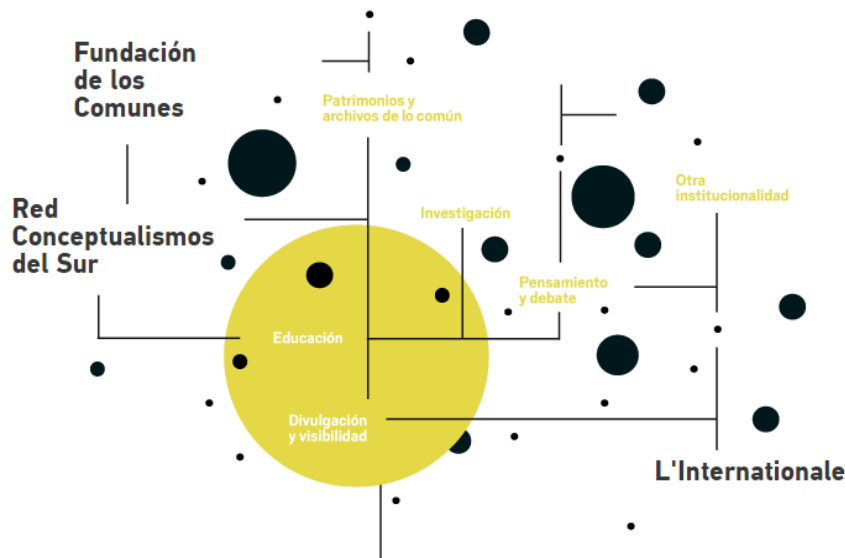 Fundación
de los
Comunes
Patrimonios y
archivos de lo común
Red
Conceptualismos
del Sur
Investigación
Otra
institucionalidad
Pensamiento
y debate
Educación
Divulgación
y visibilidad
L'Internationale